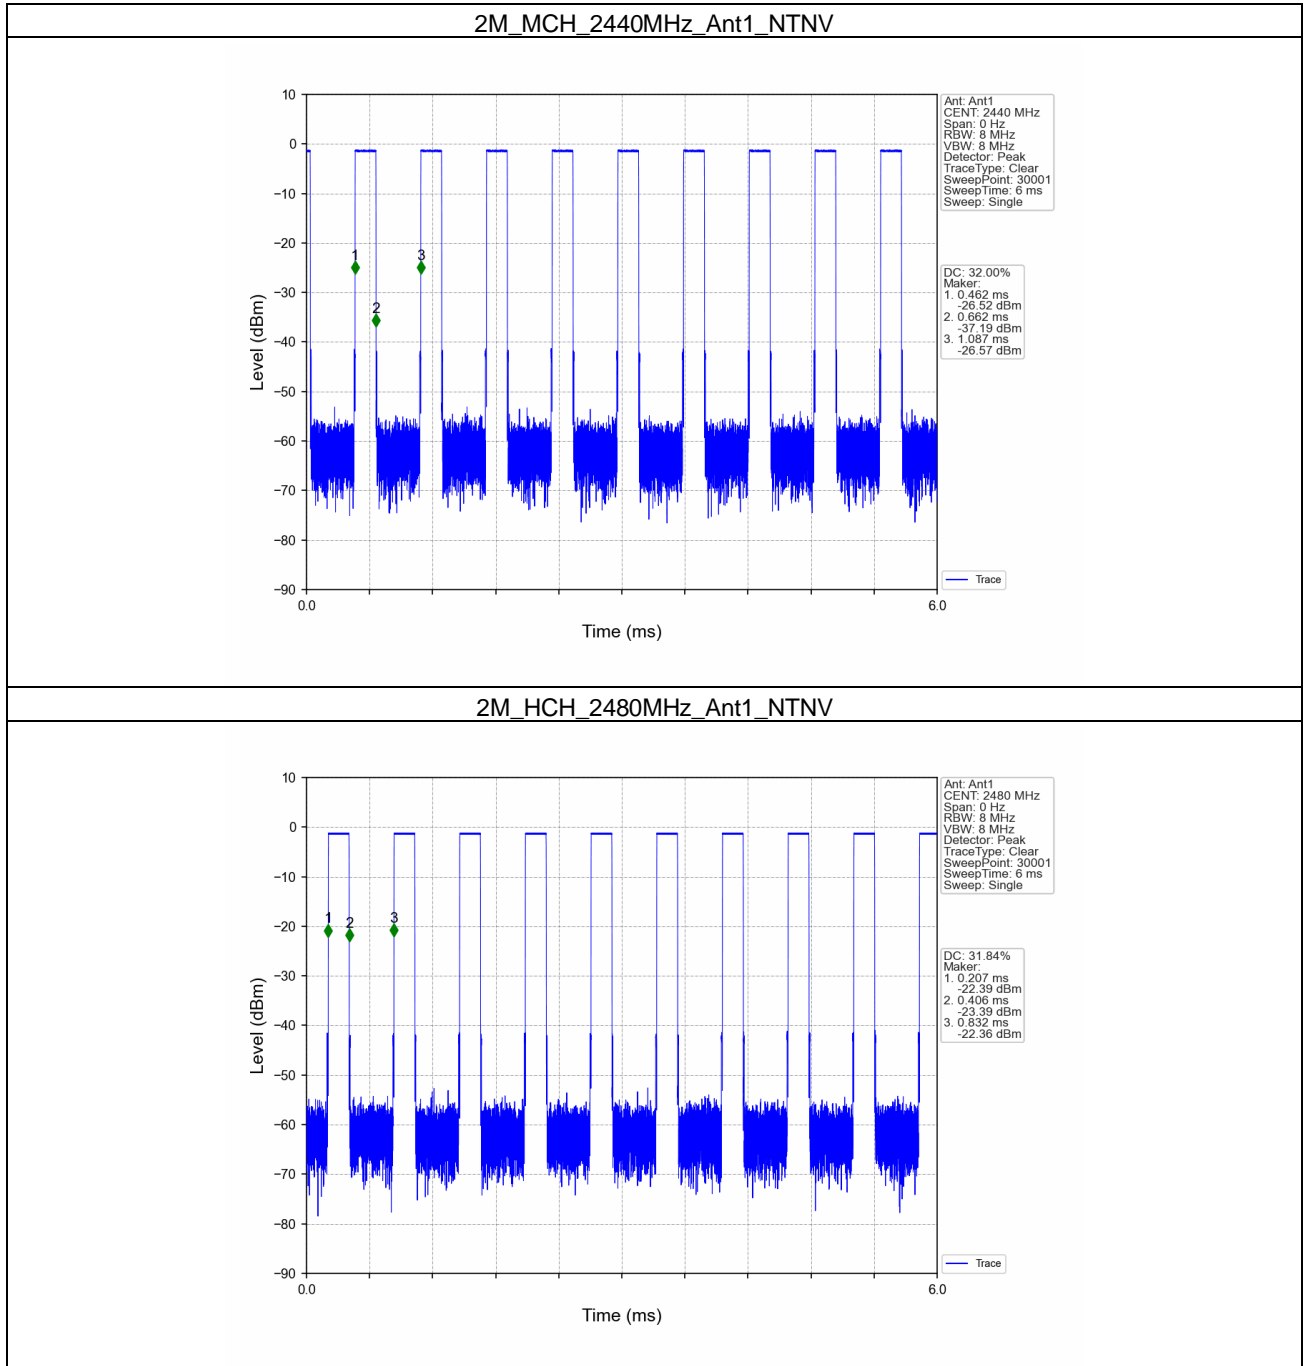 2M_MCH_2440MHz_Ant1_NTNV
10
0
−10
−20
−30
−40
−50
−60
−70
−80
−90
Level (dBm)
1
2
3
0.0
6.0
Time (ms)
Ant: Ant1
CENT: 2440 MHz
Span: 0 Hz
RBW: 8 MHz
VBW: 8 MHz
Detector: Peak
TraceType: Clear
SweepPoint: 30001
SweepTime: 6 ms
Sweep: Single
DC: 32.00%
Maker:
1. 0.462 ms
-26.52 dBm
2. 0.662 ms
-37.19 dBm
3. 1.087 ms
-26.57 dBm
Trace
2M_HCH_2480MHz_Ant1_NTNV
10
0
−10
−20
−30
−40
−50
−60
−70
−80
−90
Level (dBm)
1
2
3
0.0
6.0
Time (ms)
Ant: Ant1
CENT: 2480 MHz
Span: 0 Hz
RBW: 8 MHz
VBW: 8 MHz
Detector: Peak
TraceType: Clear
SweepPoint: 30001
SweepTime: 6 ms
Sweep: Single
DC: 31.84%
Maker:
1. 0.207 ms
-22.39 dBm
2. 0.406 ms
-23.39 dBm
3. 0.832 ms
-22.36 dBm
Trace